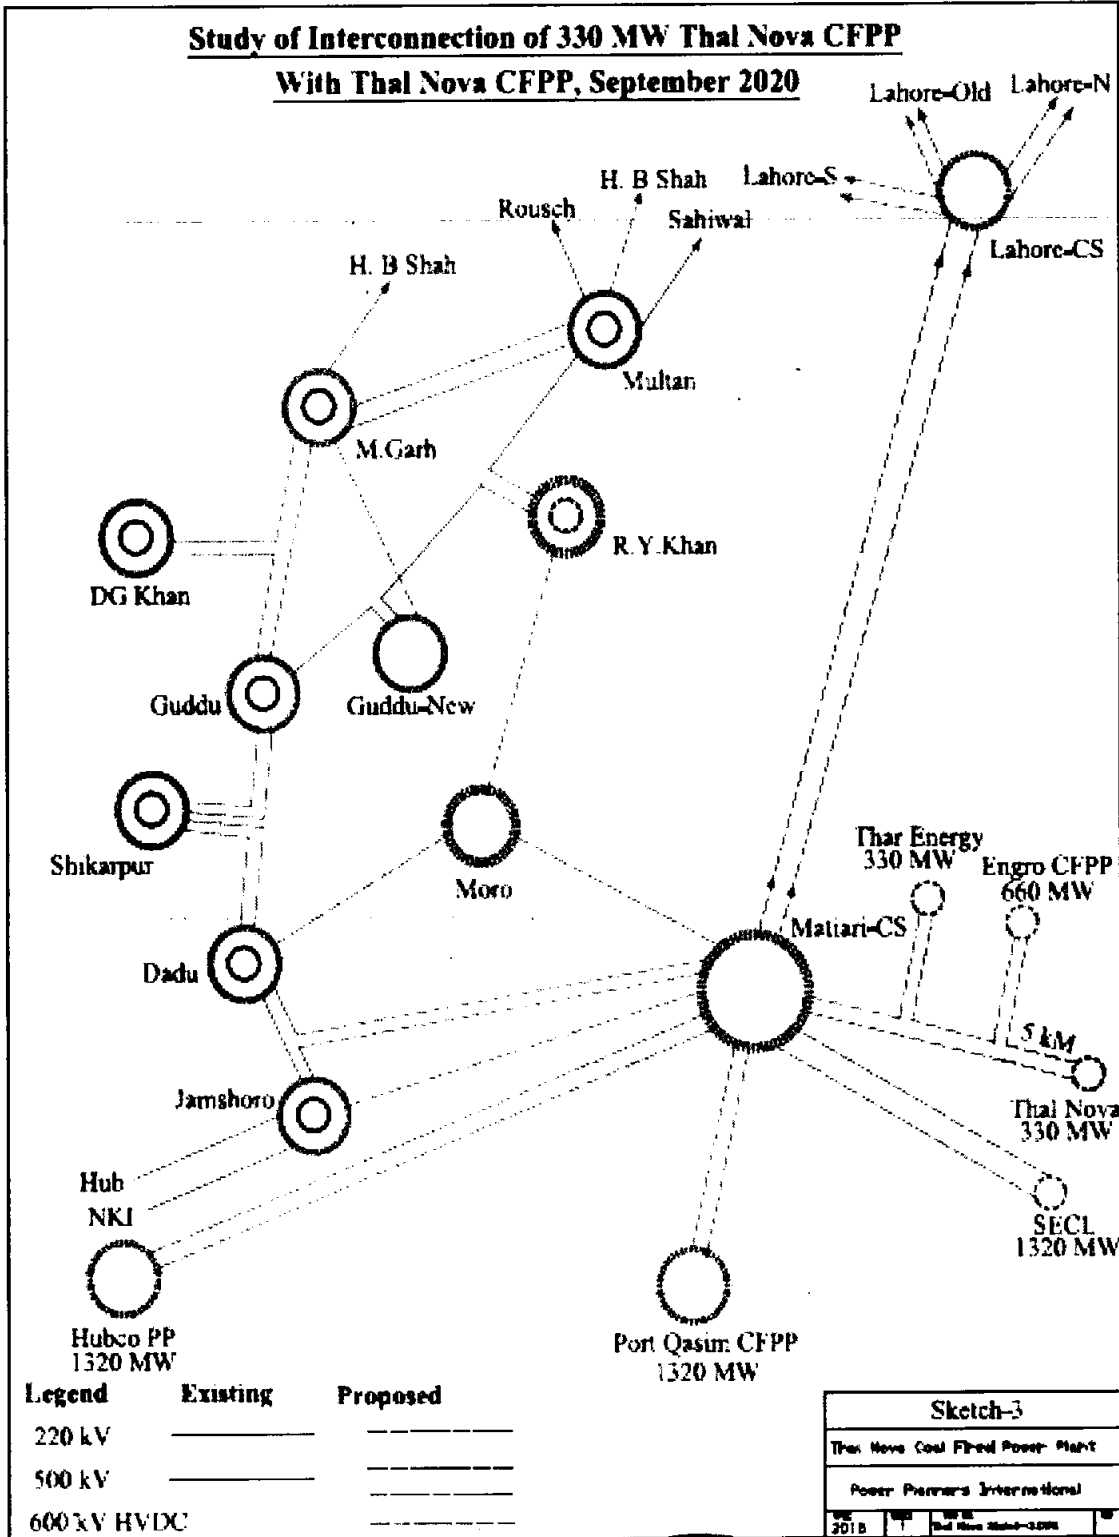 Study of Interconnection of 330 MW Thal Nova CFPP
With Thal Nova CFPP, September 2020
Lahore-Old
Lahore-N
H. B Shah
Lahore-S
Rousch
Sahiwal
Lahore-CS
H. B Shah
Multan
M.Garh
R.Y.Khan
DG Khan
Guddu
Guddu-New
Shikarpur
Moro
Thar Energy
330 MW
Engro CFPP
660 MW
Matiari-CS
Dadu
5 kM
Jamshoro
Thal Nova
330 MW
Hub
NKI
SECL
1320 MW
Hubco PP
1320 MW
Port Qasim CFPP
1320 MW
Legend Existing Proposed
220 kV
500 kV
600 kV HVDC
Sketch-3
Nova Coal Fired Power Plant
Power Planners International
2018